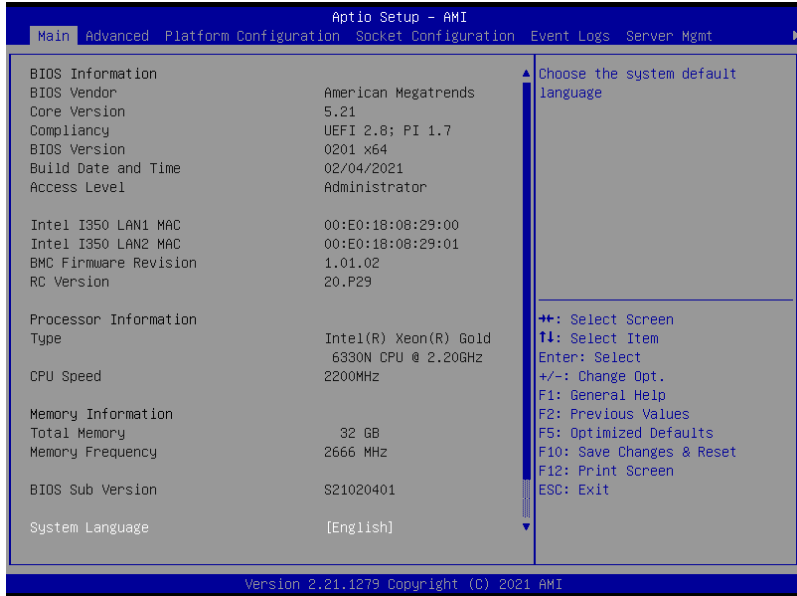 Aptio Setup - AMI
Main Advanced Platform Configuration Socket Configuration Event Logs Server Mgmt
BIOS Information
BIOS Vendor American Megatrends
Core Version 5.21
Compliancy UEFI 2.8; PI 1.7
BIOS Version 0201 x64
Build Date and Time 02/04/2021
Access Level Administrator
Intel I350 LAN1 MAC 00:E0:18:08:29:00
Intel I350 LAN2 MAC 00:E0:18:08:29:01
BMC Firmware Revision 1.01.02
RC Version 20.P29
Processor Information
Type Intel(R) Xeon(R) Gold
6330N CPU @ 2.20GHz
CPU Speed 2200MHz
Memory Information
Total Memory 32 GB
Memory Frequency 2666 MHz
BIOS Sub Version S21020401
System Language [English]
Choose the system default
language
→←: Select Screen
↑↓: Select Item
Enter: Select
+/-: Change Opt.
F1: General Help
F2: Previous Values
F5: Optimized Defaults
F10: Save Changes & Reset
F12: Print Screen
ESC: Exit
Version 2.21.1279 Copyright (C) 2021 AMI